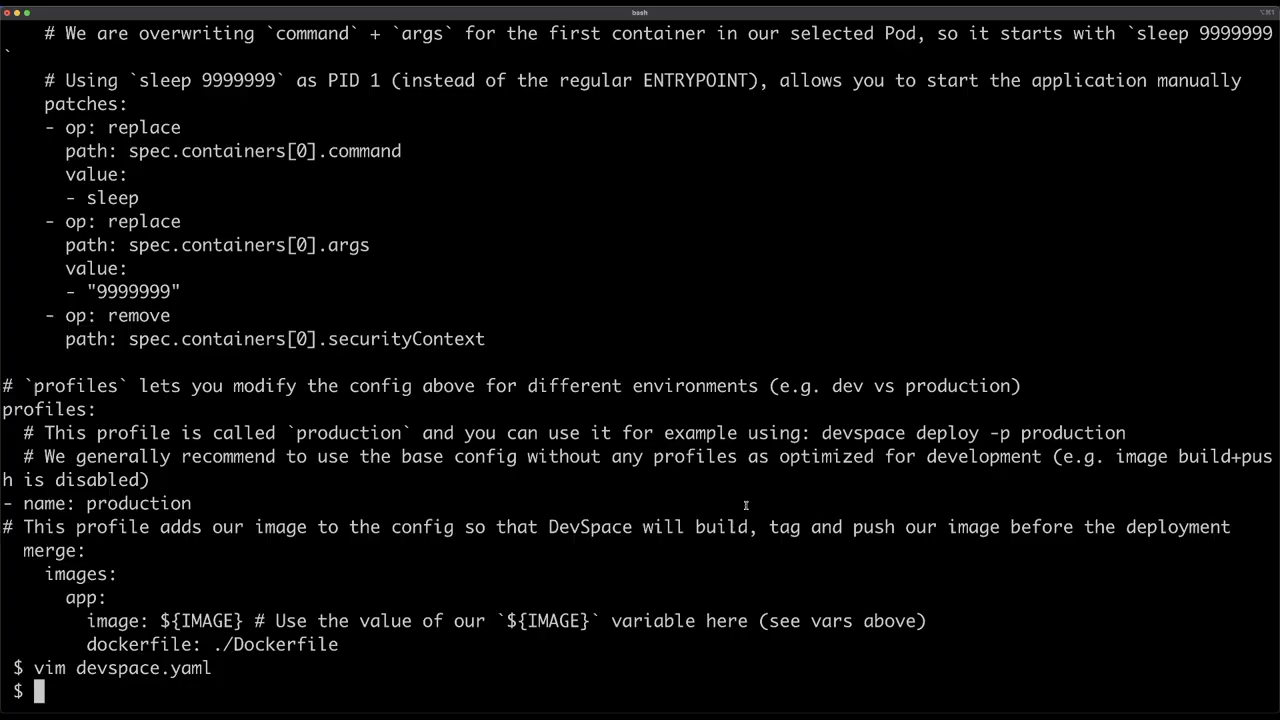 bash
⌥⌘1
# We are overwriting `command` + `args` for the first container in our selected Pod, so it starts with `sleep 9999999
`
# Using `sleep 9999999` as PID 1 (instead of the regular ENTRYPOINT), allows you to start the application manually
patches:
- op: replace
path: spec.containers[0].command
value:
- sleep
- op: replace
path: spec.containers[0].args
value:
- "9999999"
- op: remove
path: spec.containers[0].securityContext
# `profiles` lets you modify the config above for different environments (e.g. dev vs production)
profiles:
# This profile is called `production` and you can use it for example using: devspace deploy -p production
# We generally recommend to use the base config without any profiles as optimized for development (e.g. image build+pus
h is disabled)
- name: production
# This profile adds our image to the config so that DevSpace will build, tag and push our image before the deployment
merge:
images:
app:
image: ${IMAGE} # Use the value of our `${IMAGE}` variable here (see vars above)
dockerfile: ./Dockerfile
$ vim devspace.yaml
$